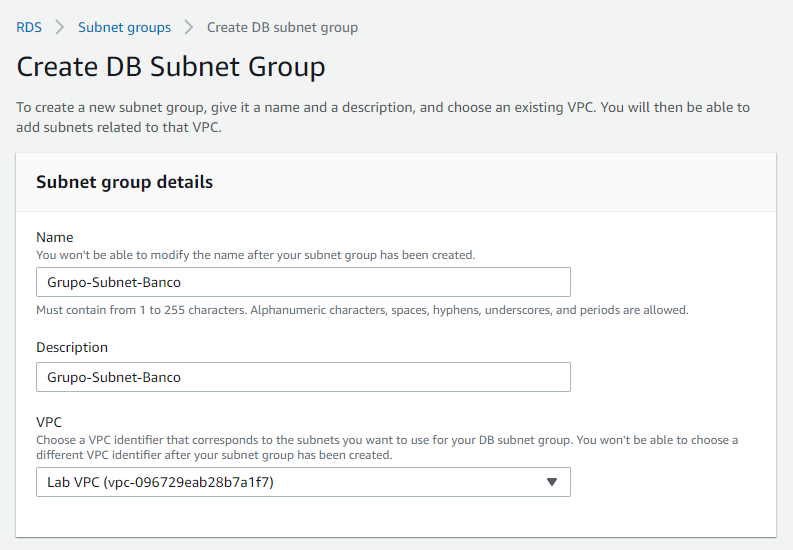 RDS > Subnet groups > Create DB subnet group
Create DB Subnet Group
To create a new subnet group, give it a name and a description, and choose an existing VPC. You will then be able to
add subnets related to that VPC.
Subnet group details
Name
You won't be able to modify the name after your subnet group has been created.
Grupo-Subnet-Banco
Must contain from 1 to 255 characters. Alphanumeric characters, spaces, hyphens, underscores, and periods are allowed.
Description
Grupo-Subnet-Banco
VPC
Choose a VPC identifier that corresponds to the subnets you want to use for your DB subnet group. You won't be able to choose a
different VPC identifier after your subnet group has been created.
Lab VPC (vpc-096729eab28b7a1f7)